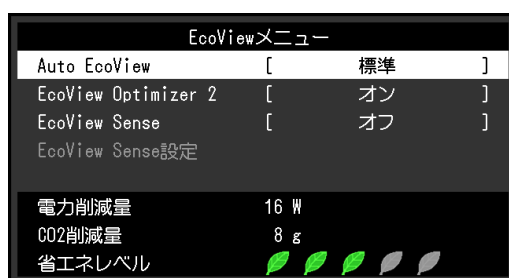 EcoViewメニュー
Auto EcoView [ 標準 ]
EcoView Optimizer 2 [ オン ]
EcoView Sense [ オフ ]
EcoView Sense設定
電力削減量 16 W
CO2削減量 8 g
省エネレベル